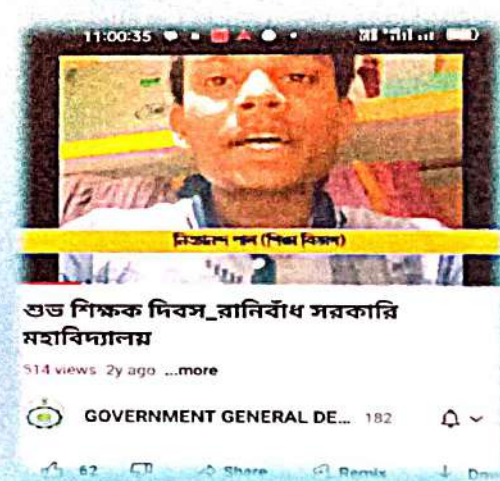 11:00:35
শুভ শিক্ষক দিবস_রানিবাঁধ সরকারি
মহাবিদ্যালয়
514 views 2y ago ...more
GOVERNMENT GENERAL DE... 182
62 Share Remix